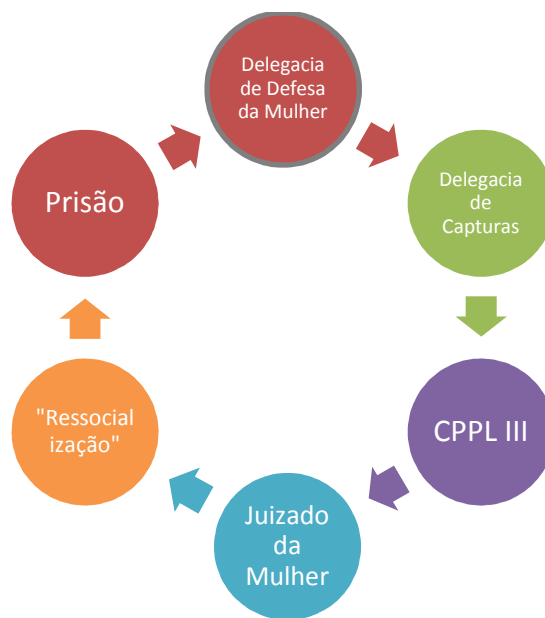 Delegacia
de Defesa
da Mulher
Prisão
Delegacia
de
Capturas
"Ressocial
ização"
CPPL III
Juizado
da
Mulher